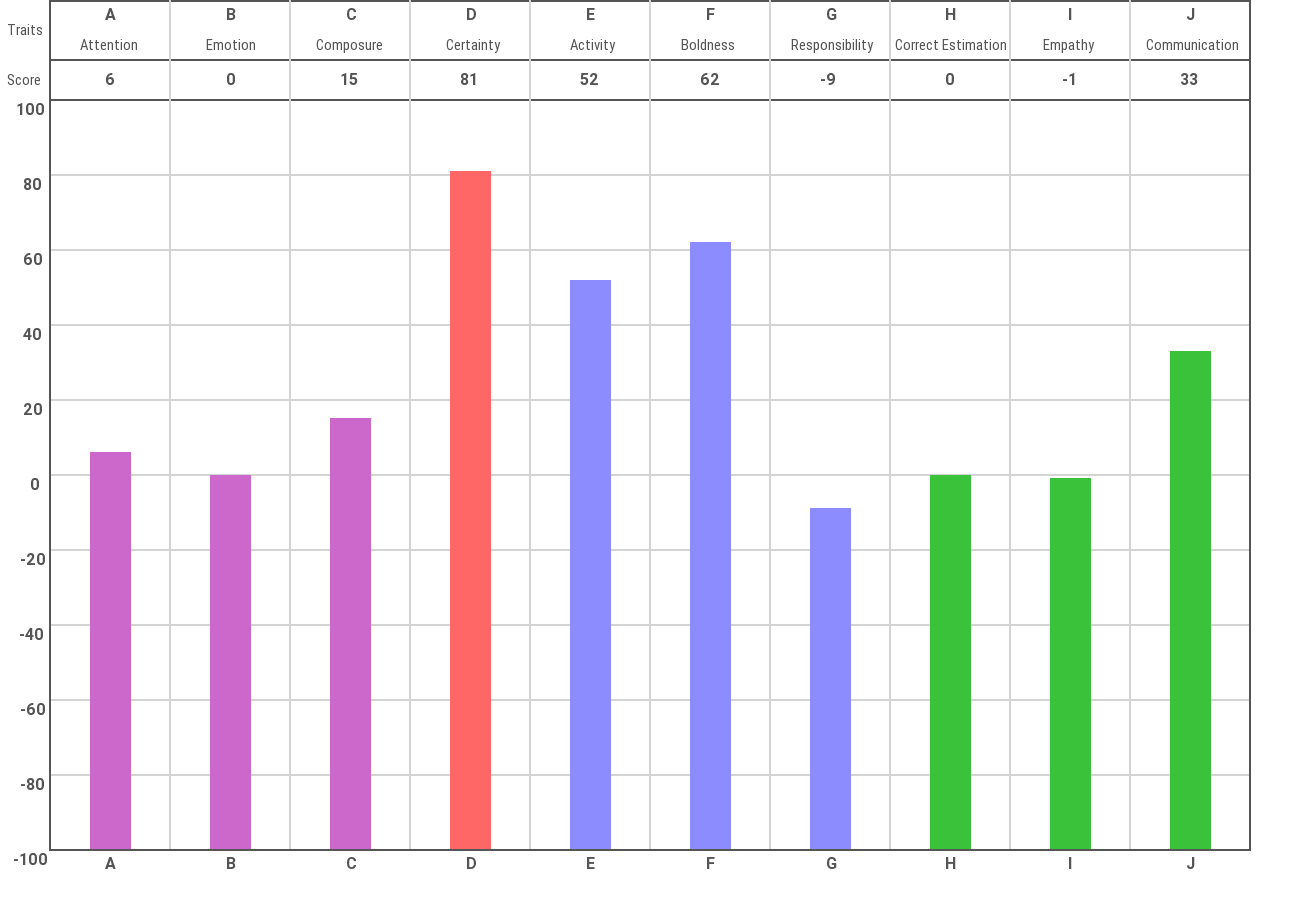 Traits
A B C D E F G H I J
Attention Emotion Composure Certainty Activity Boldness Responsibility Correct Estimation Empathy Communication
Score 6 0 15 81 52 62 -9 0 -1 33
100
80
60
40
20
0
-20
-40
-60
-80
-100
A B C D E F G H I J